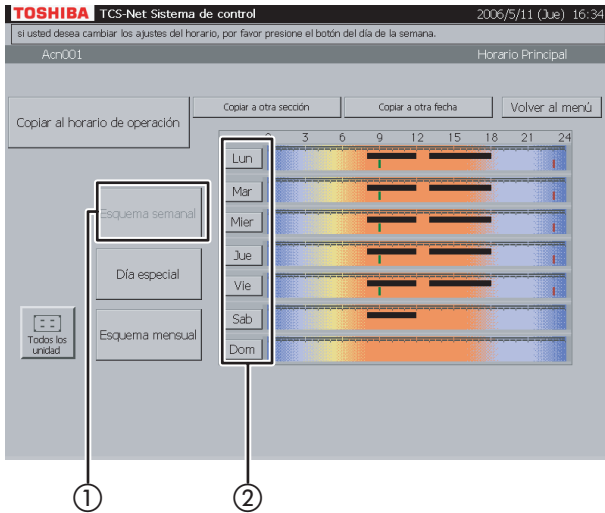 TOSHIBA TCS-Net Sistema de control 2006/5/11 (Jue) 16:34
si usted desea cambiar los ajustes del horario, por favor presione el botón del día de la semana.
Acn001 Horario Principal
Copiar al horario de operación
Copiar a otra sección
Copiar a otra fecha
Volver al menú
0 3 6 9 12 15 18 21 24
Lun
Mar
Mier
Jue
Vie
Sab
Dom
Esquema semanal
Día especial
Esquema mensual
Todos los
unidad
① ②